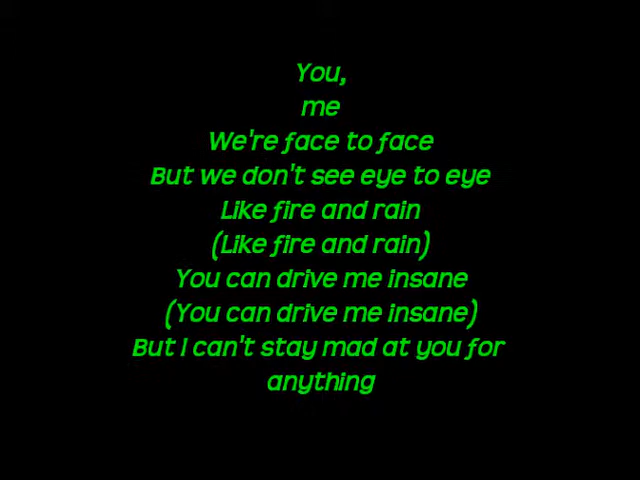 You,
me
We're face to face
But we don't see eye to eye
Like fire and rain
(Like fire and rain)
You can drive me insane
(You can drive me insane)
But I can't stay mad at you for
anything